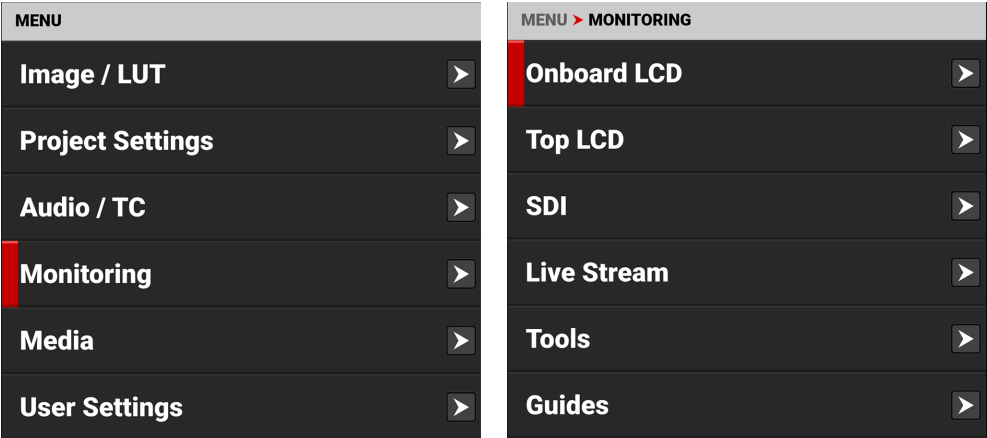 MENU
Image / LUT
Project Settings
Audio / TC
Monitoring
Media
User Settings
MENU ➤ MONITORING
Onboard LCD
Top LCD
SDI
Live Stream
Tools
Guides